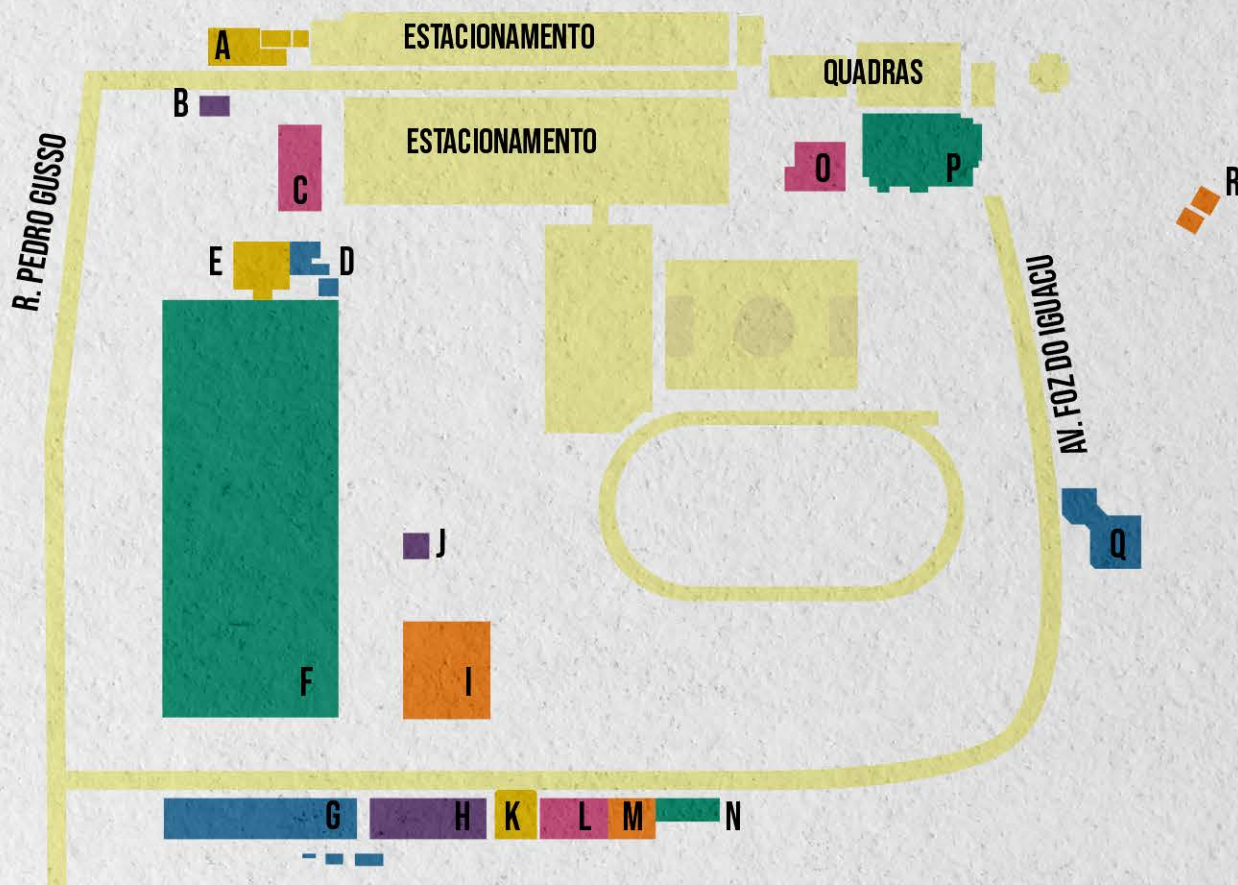 A
ESTACIONAMENTO
QUADRAS
B
ESTACIONAMENTO
C
O
P
R
R. PEDRO GUSSO
E
D
AV. FOZ DO IGUACU
J
Q
F
I
G
H
K
L
M
N